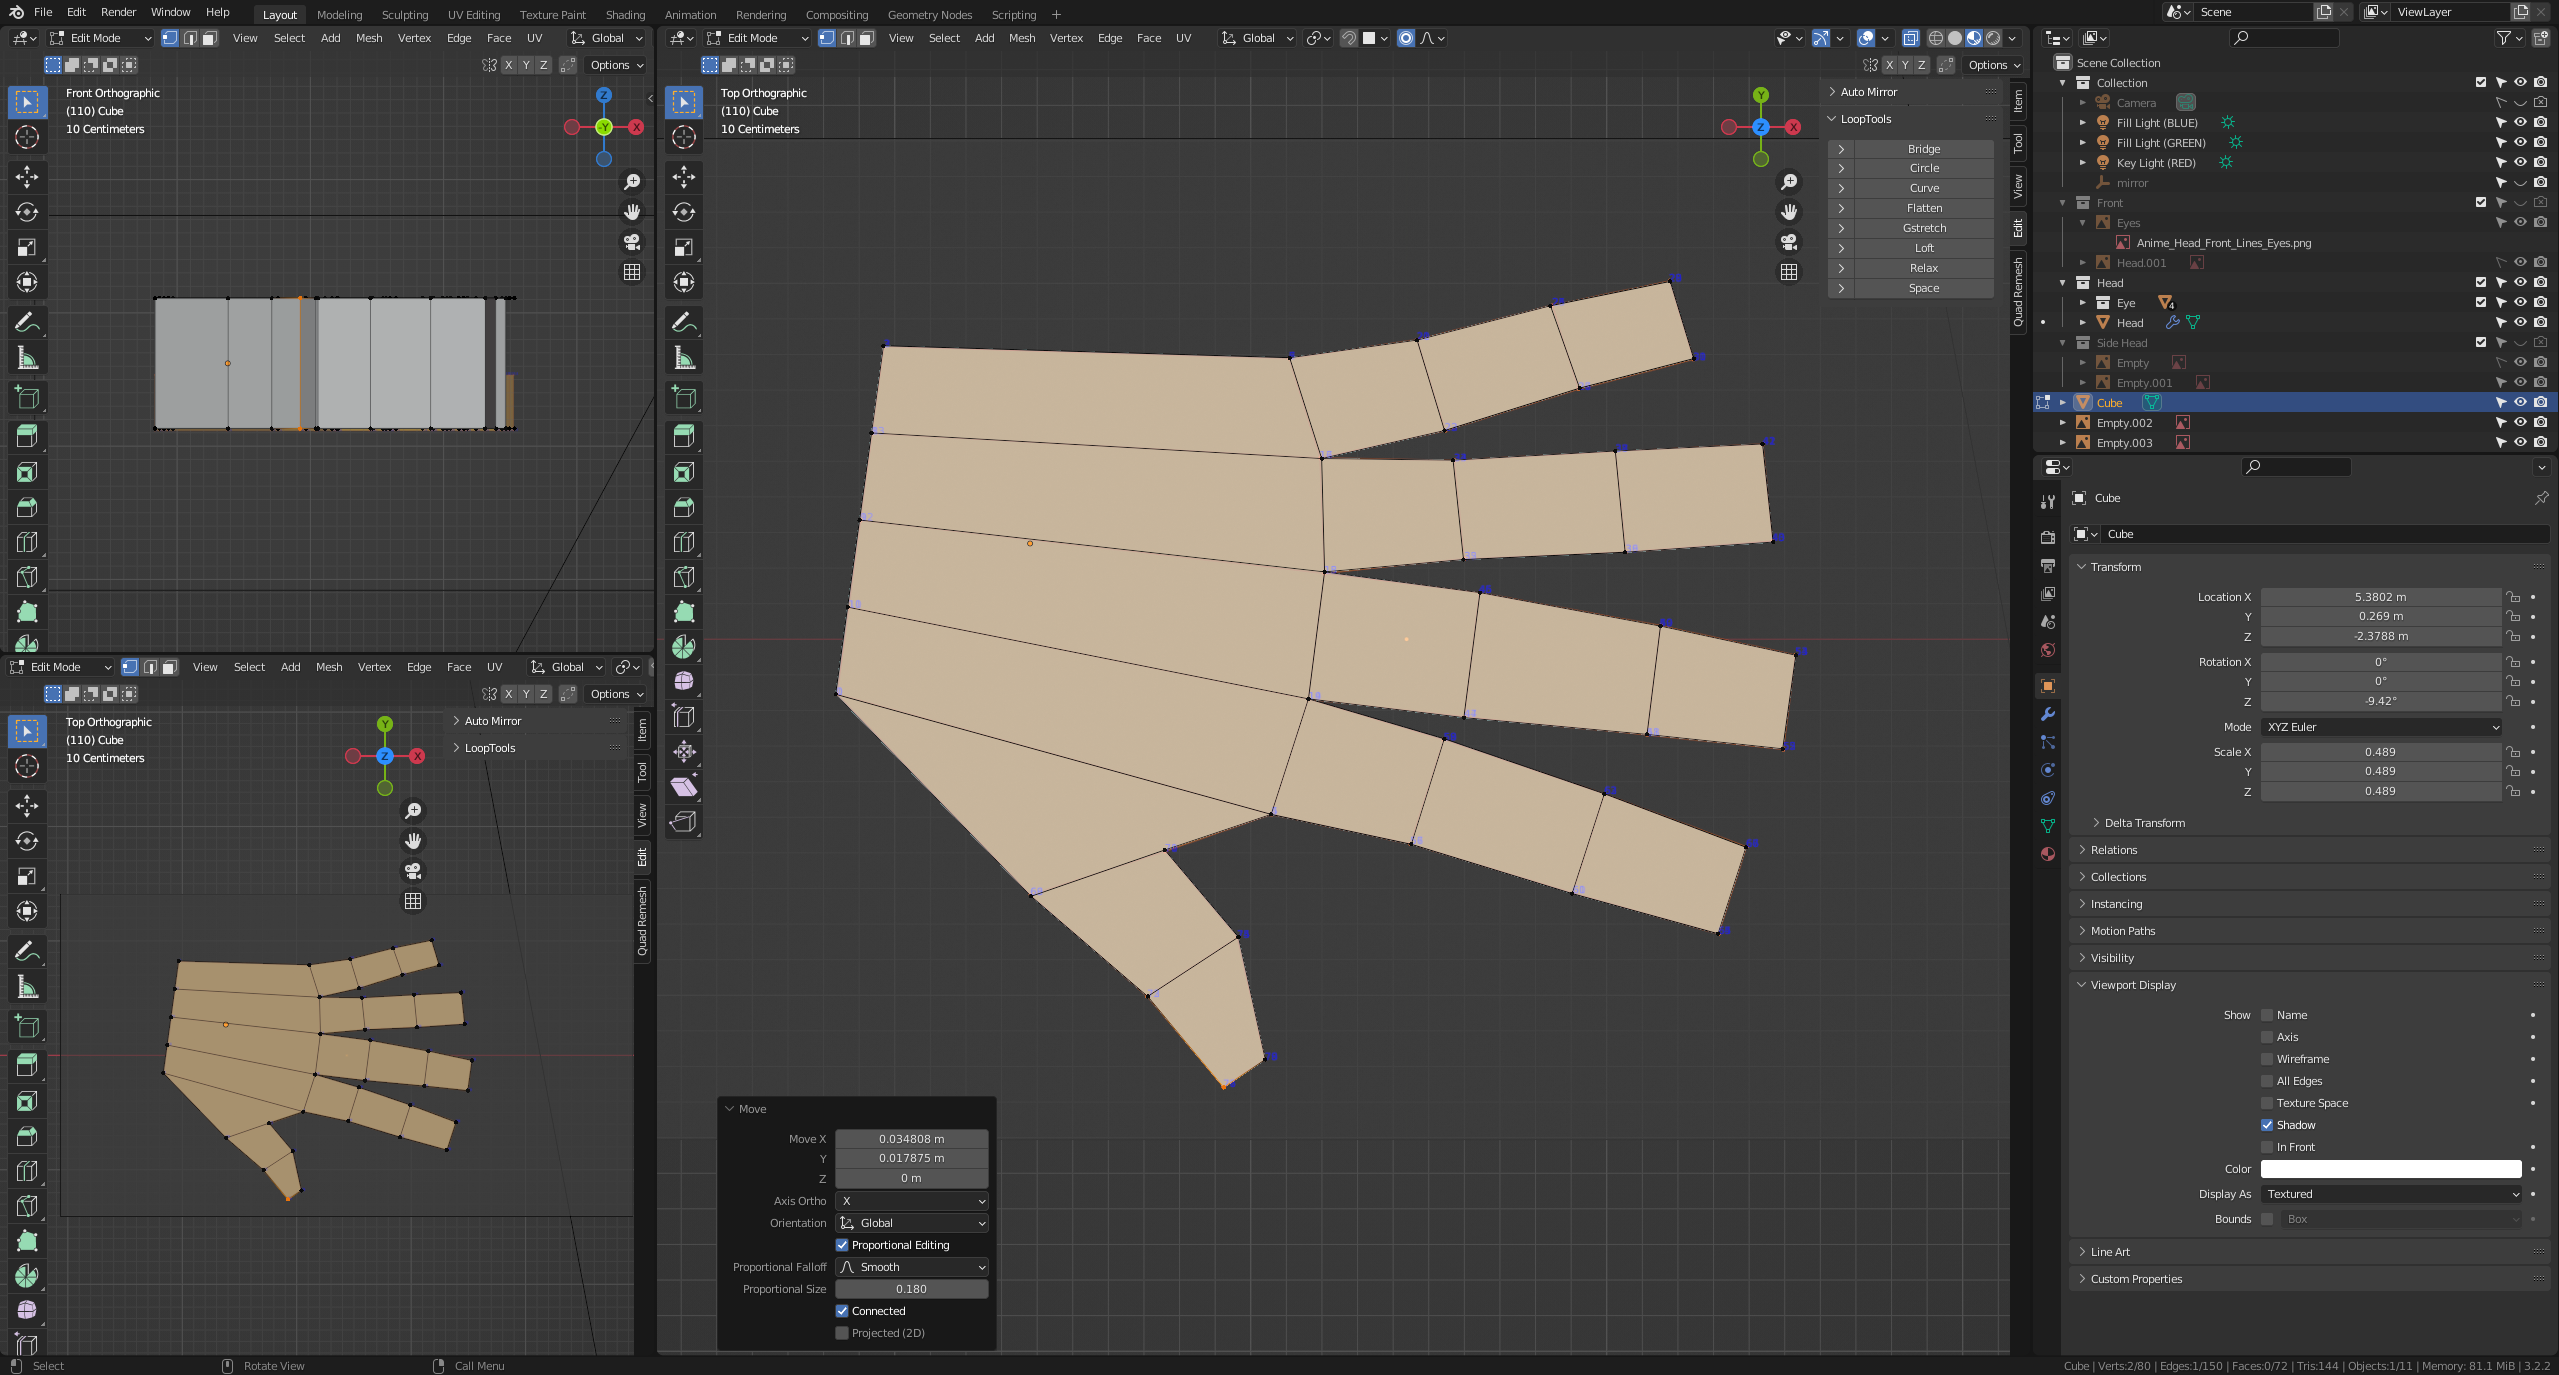 File Edit Render Window Help Layout Modeling Sculpting UV Editing Texture Paint Shading Animation Rendering Compositing Geometry Nodes Scripting + Scene ViewLayer
Edit Mode View Select Add Mesh Vertex Edge Face UV Global
X Y Z Options
Front Orthographic
(110) Cube
10 Centimeters
Z
-Y X
Edit Mode View Select Add Mesh Vertex Edge Face UV Global
X Y Z Options
Top Orthographic
(110) Cube
10 Centimeters
Y
Z X
Auto Mirror
LoopTools
Bridge
Circle
Curve
Flatten
Gstretch
Loft
Relax
Space
Item
Tool
View
Edit
Quad Remesh
Edit Mode View Select Add Mesh Vertex Edge Face UV Global
X Y Z Options
Top Orthographic
(110) Cube
10 Centimeters
Y
Z X
Auto Mirror
LoopTools
Item
Tool
View
Edit
Quad Remesh
Move
Move X 0.034808 m
Y 0.017875 m
Z 0 m
Axis Ortho X
Orientation Global
Proportional Editing
Proportional Falloff Smooth
Proportional Size 0.180
Connected
Projected (2D)
Scene Collection
Collection
Camera
Fill Light (BLUE)
Fill Light (GREEN)
Key Light (RED)
mirror
Front
Eyes
Anime_Head_Front_Lines_Eyes.png
Head.001
Head
Eye 4
Head
Side Head
Empty
Empty.001
Cube
Empty.002
Empty.003
Cube
Cube
Transform
Location X 5.3802 m
Y 0.269 m
Z -2.3788 m
Rotation X 0°
Y 0°
Z -9.42°
Mode XYZ Euler
Scale X 0.489
Y 0.489
Z 0.489
Delta Transform
Relations
Collections
Instancing
Motion Paths
Visibility
Viewport Display
Show Name
Axis
Wireframe
All Edges
Texture Space
Shadow
In Front
Color
Display As Textured
Bounds Box
Line Art
Custom Properties
Select Rotate View Call Menu Cube | Verts:2/80 | Edges:1/150 | Faces:0/72 | Tris:144 | Objects:1/11 | Memory: 81.1 MiB | 3.2.2